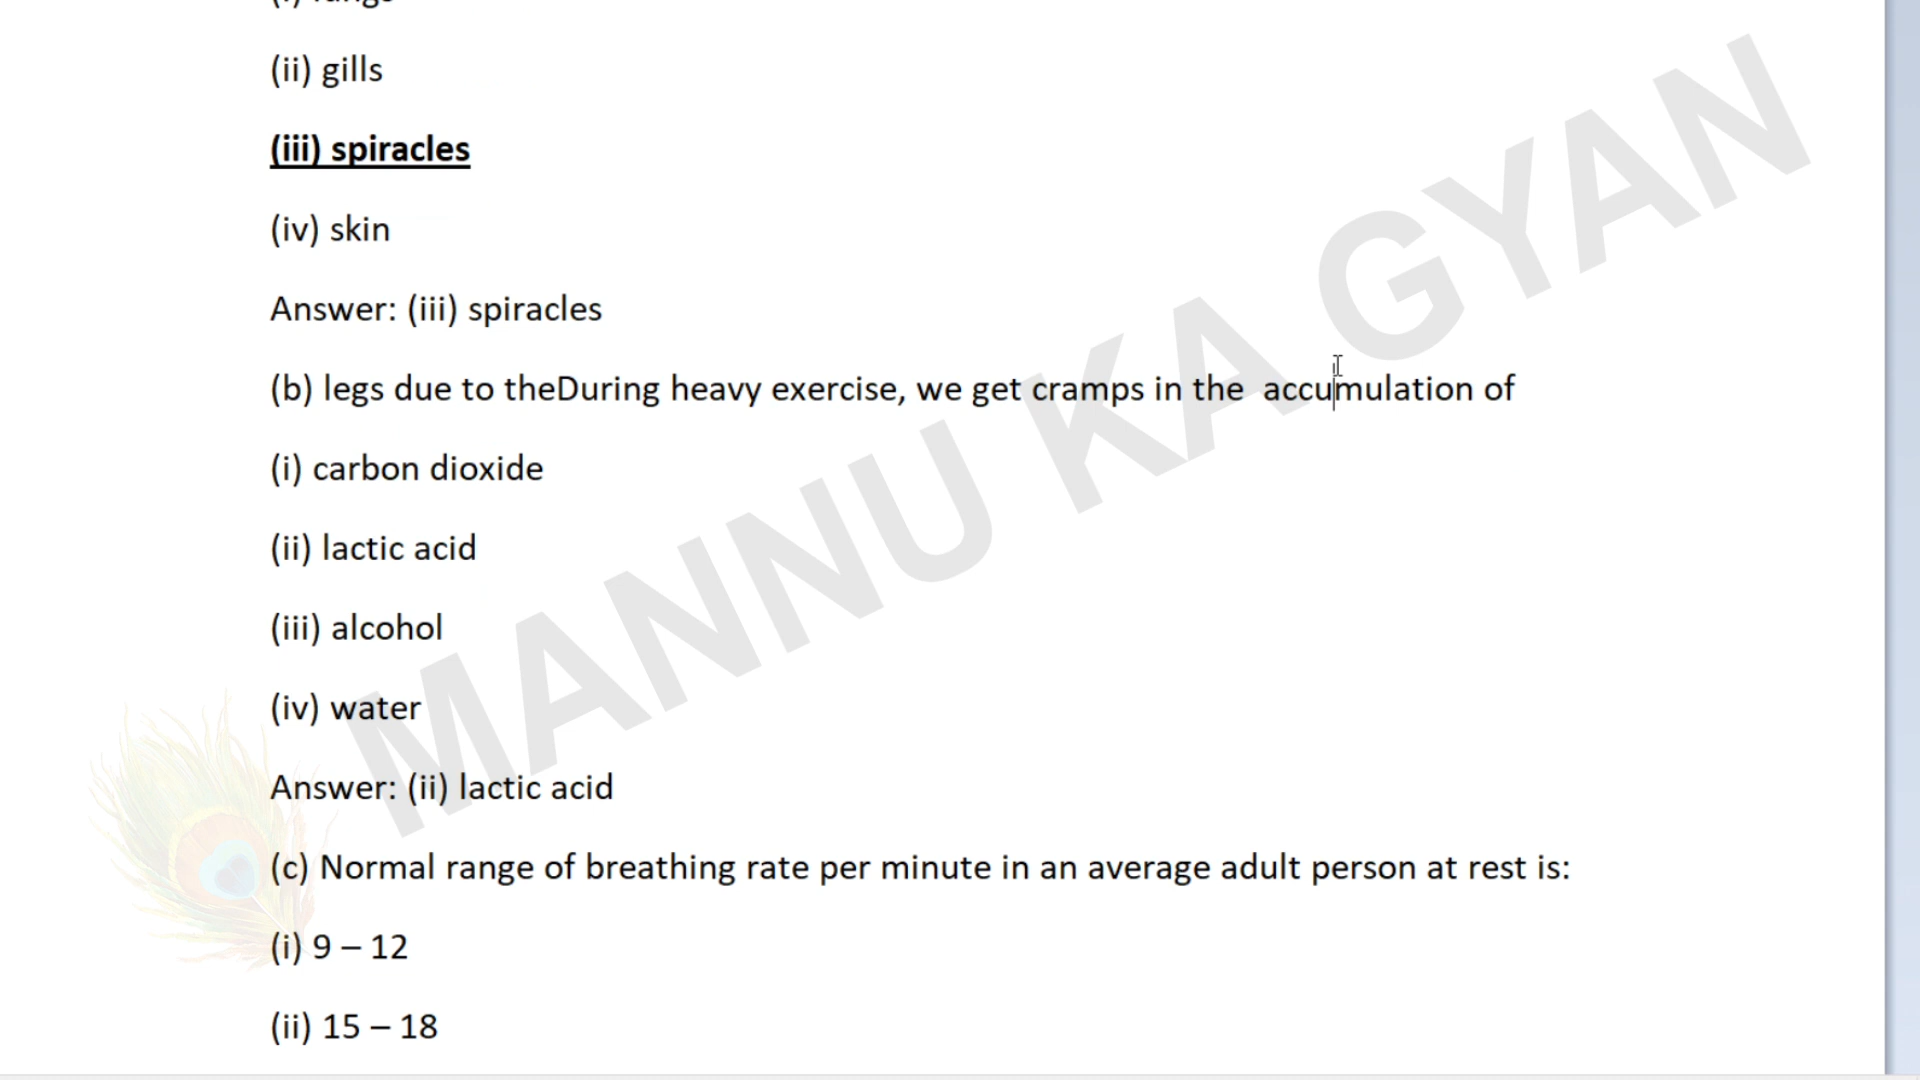 (ii) gills
(iii) spiracles
(iv) skin
Answer: (iii) spiracles
(b) legs due to theDuring heavy exercise, we get cramps in the  accumulation of
(i) carbon dioxide
(ii) lactic acid
(iii) alcohol
(iv) water
Answer: (ii) lactic acid
(c) Normal range of breathing rate per minute in an average adult person at rest is:
(i) 9 – 12
(ii) 15 – 18
MANNU KA GYAN